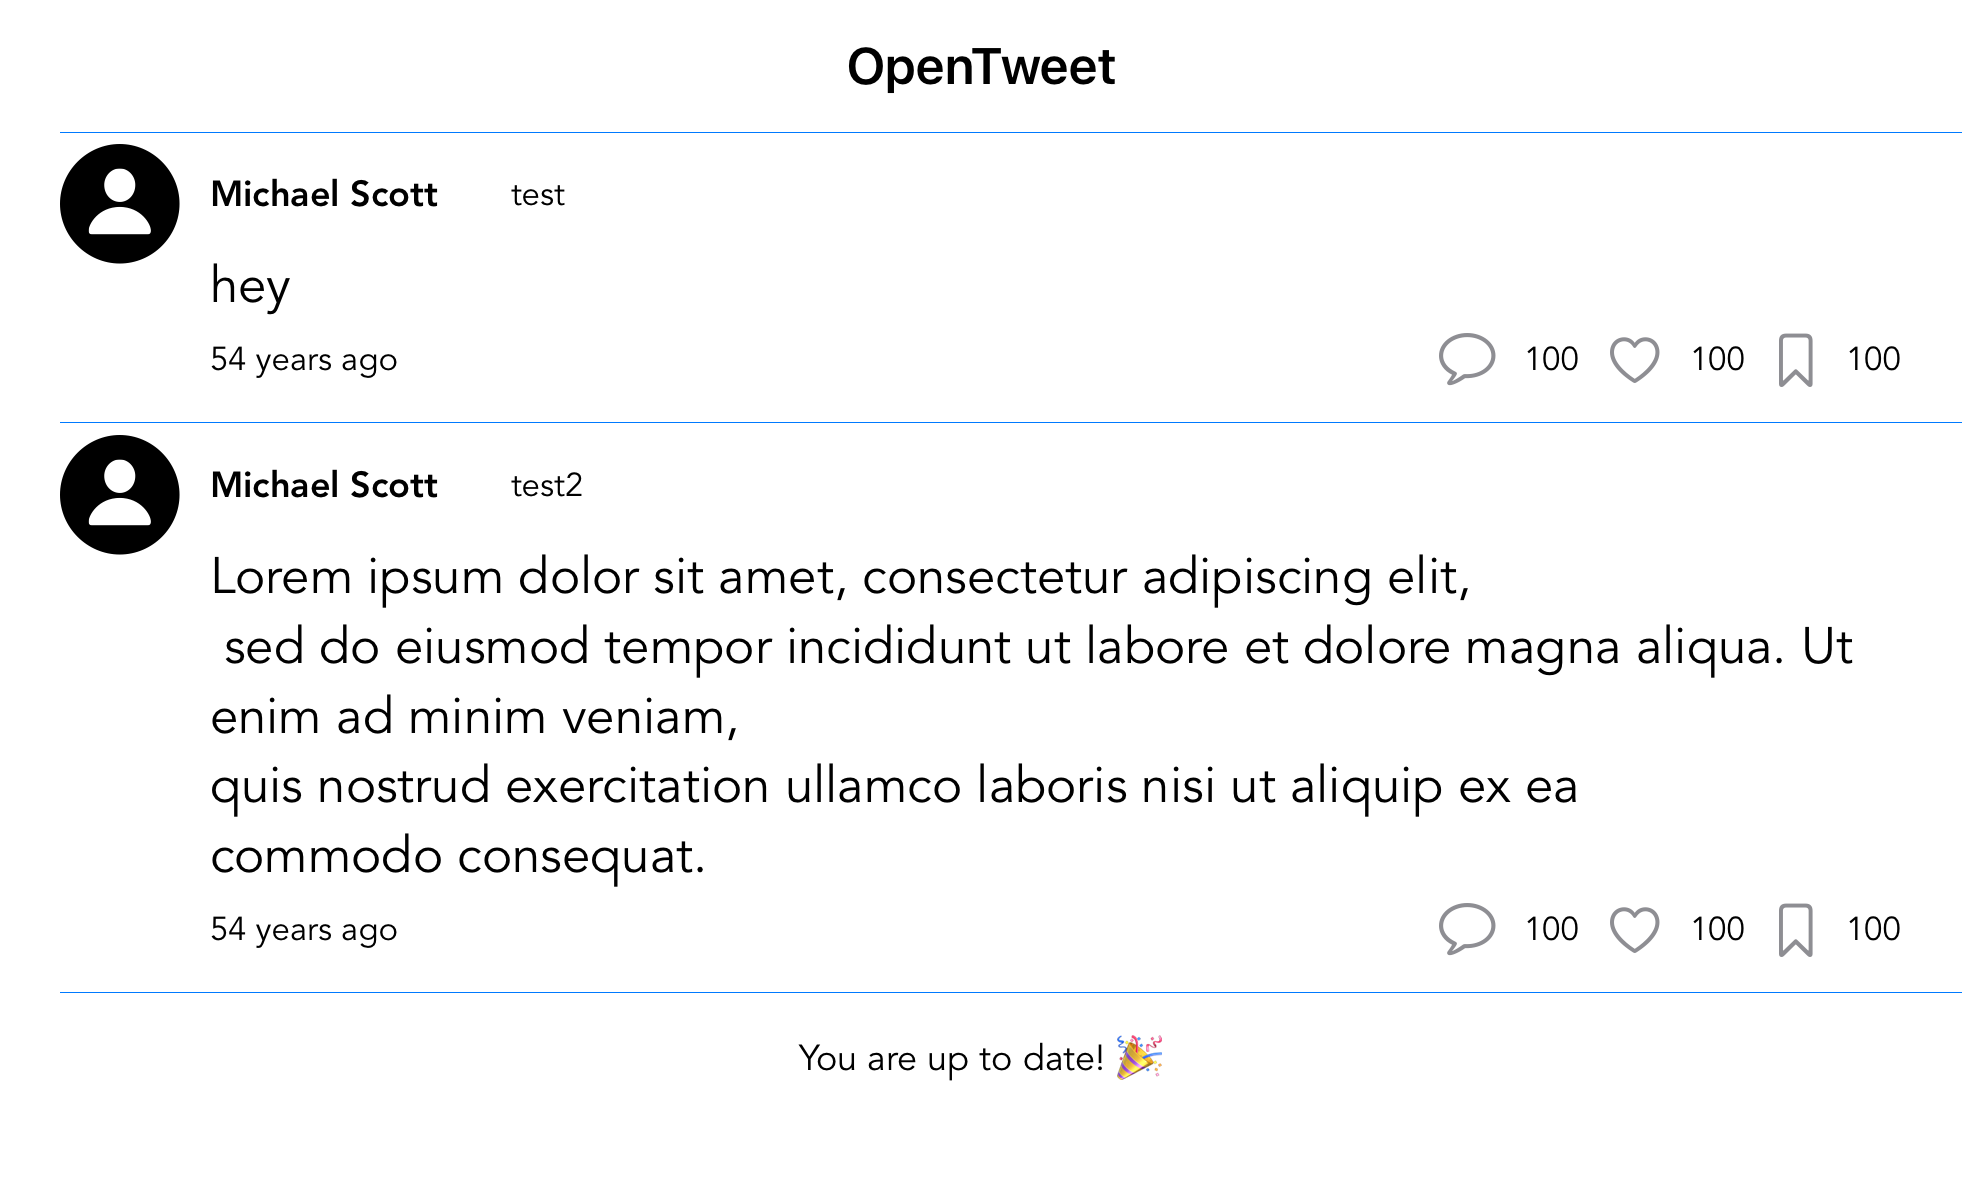 OpenTweet
Michael Scott test
hey
54 years ago 100 100 100
Michael Scott test2
Lorem ipsum dolor sit amet, consectetur adipiscing elit,
sed do eiusmod tempor incididunt ut labore et dolore magna aliqua. Ut
enim ad minim veniam,
quis nostrud exercitation ullamco laboris nisi ut aliquip ex ea
commodo consequat.
54 years ago 100 100 100
You are up to date! 🎉